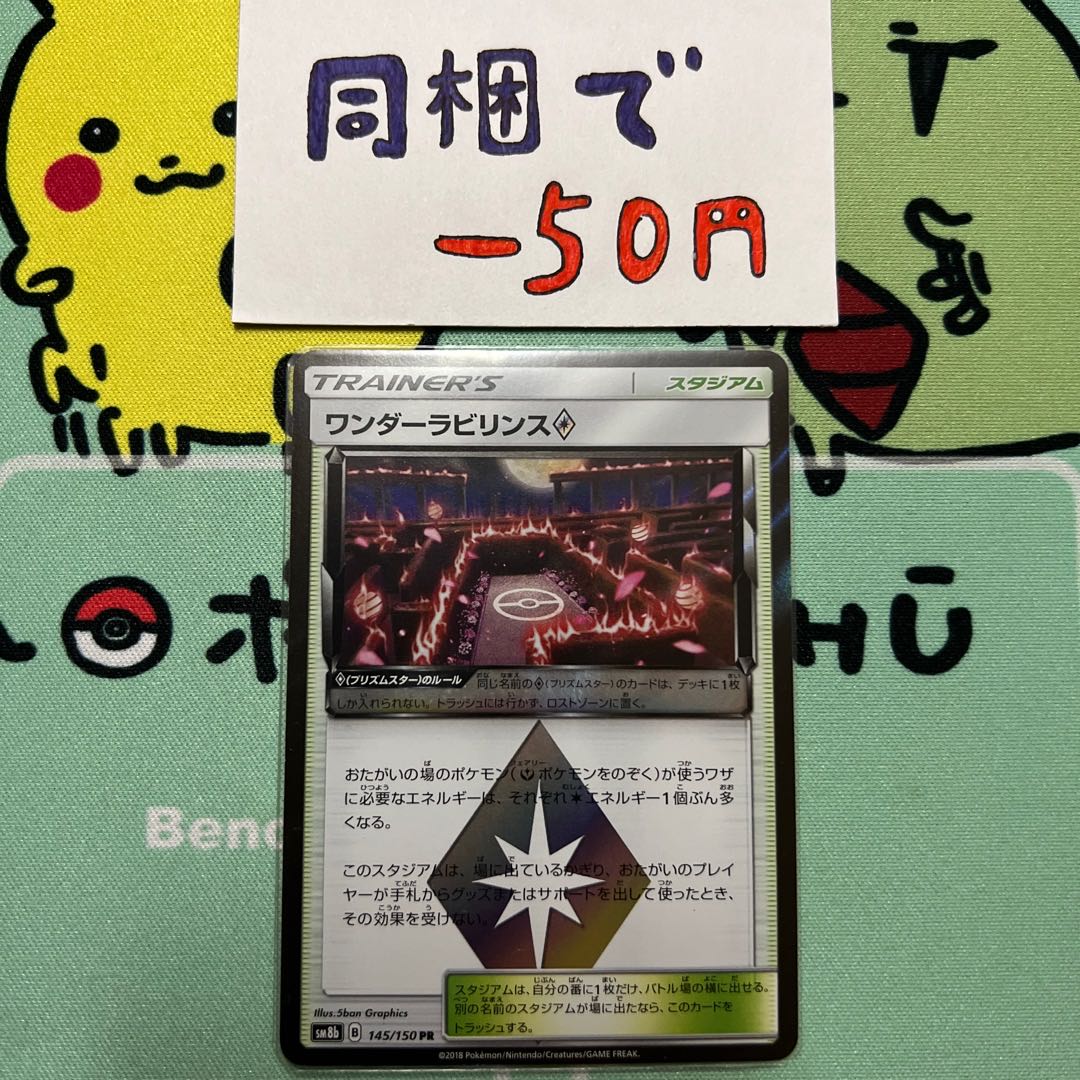 同梱で
-50円
TRAINER'S
スタジアム
ワンダーラビリンス
(プリズムスター)のルール
同じ名前の(プリズムスター)のカードは、デッキに1枚
しか入れられない。トラッシュには行かず、ロストゾーンに置く。
おたがいの場のポケモン(ポケモンをのぞく)が使うワザ
に必要なエネルギーは、それぞれエネルギー1個ぶん多
くなる。
このスタジアムは、場に出ているかぎり、おたがいのプレイ
ヤーが手札からグッズまたはサポートを出して使ったとき、
その効果を受けない。
スタジアムは、自分の番に1枚だけ、バトル場の横に出せる。
別の名前のスタジアムが場に出たなら、このカードを
トラッシュする。
Illus.5ban Graphics
SM8b B 145/150 PR
©2018 Pokémon/Nintendo/Creatures/GAME FREAK.
HŪ
Benc